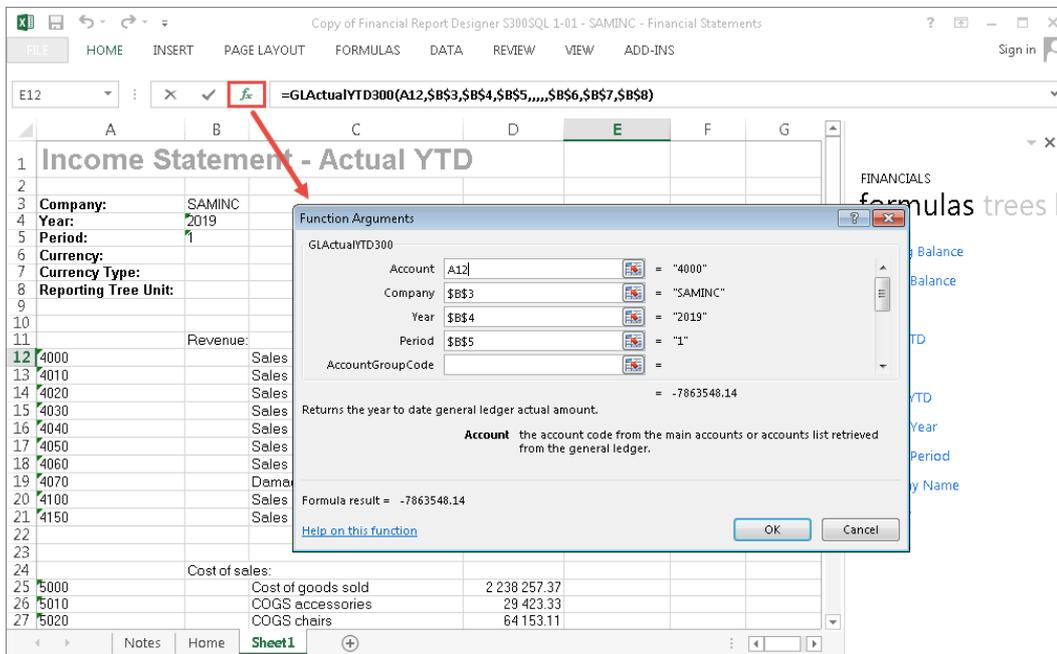 Copy of Financial Report Designer S300SQL 1-01 - SAMINC - Financial Statements
FILE HOME INSERT PAGE LAYOUT FORMULAS DATA REVIEW VIEW ADD-INS Sign in
E12 fx =GLActualYTD300(A12,$B$3,$B$4,$B$5,,,,,$B$6,$B$7,$B$8)
A B C D E F G
1 Income Statement - Actual YTD
2
3 Company: SAMINC
4 Year: 2019
5 Period: 1
6 Currency:
7 Currency Type:
8 Reporting Tree Unit:
9
10
11 Revenue:
12 4000 Sales
13 4010 Sales
14 4020 Sales
15 4030 Sales
16 4040 Sales
17 4050 Sales
18 4060 Sales
19 4070 Dama
20 4100 Sales
21 4150 Sales
22
23
24 Cost of sales:
25 5000 Cost of goods sold 2 238 257.37
26 5010 COGS accessories 29 423.33
27 5020 COGS chairs 64 153.11
Notes Home Sheet1
Function Arguments
GLActualYTD300
Account A12 = "4000"
Company $B$3 = "SAMINC"
Year $B$4 = "2019"
Period $B$5 = "1"
AccountGroupCode =
= -7863548.14
Returns the year to date general ledger actual amount.
Account the account code from the main accounts or accounts list retrieved
from the general ledger.
Formula result = -7863548.14
Help on this function
OK Cancel
FINANCIALS
formulas trees
Balance
Balance
TD
YTD
Year
Period
Name